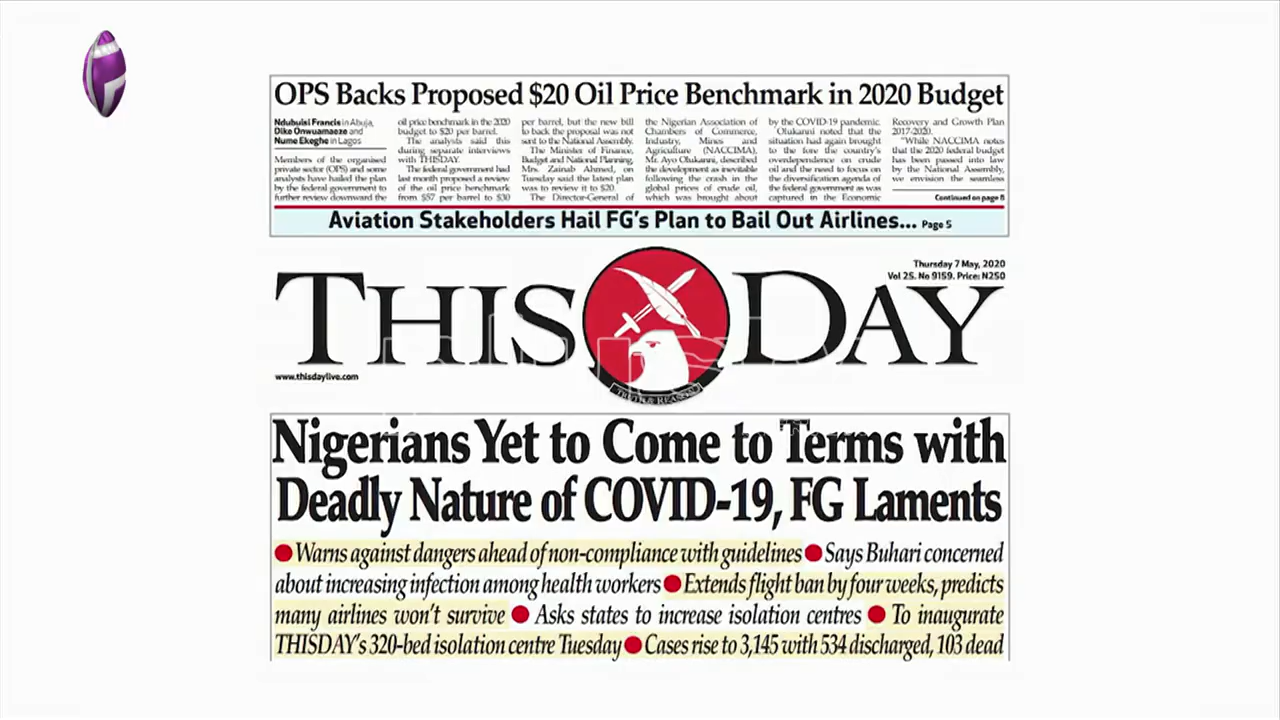 OPS Backs Proposed $20 Oil Price Benchmark in 2020 Budget
Ndubuisi Francis in Abuja,
Dike Onwuamaeze and
Nume Ekeghe in Lagos
Members of the organised
private sector (OPS) and some
analysts have hailed the plan
by the federal government to
further review downward the
oil price benchmark in the 2020
budget to $20 per barrel.
The analysts said this
during separate interviews
with THISDAY.
The federal government had
last month proposed a review
of the oil price benchmark
from $57 per barrel to $30
per barrel, but the new bill
to back the proposal was not
sent to the National Assembly.
The Minister of Finance,
Budget and National Planning,
Mrs. Zainab Ahmed, on
Tuesday said the latest plan
was to review it to $20.
The Director-General of
the Nigerian Association of
Chambers of Commerce,
Industry, Mines and
Agriculture (NACCIMA),
Mr. Ayo Olukanni, described
the development as inevitable
following the crash in the
global prices of crude oil,
which was brought about
by the COVID-19 pandemic.
Olukanni noted that the
situation had again brought
to the fore the country's
overdependence on crude
oil and the need to focus on
the diversification agenda of
the federal government as was
captured in the Economic
Recovery and Growth Plan
2017-2020.
"While NACCIMA notes
that the 2020 federal budget
has been passed into law
by the National Assembly,
we envision the seamless
Continued on page 8
Aviation Stakeholders Hail FG's Plan to Bail Out Airlines... Page 5
Thursday 7 May, 2020
Vol 25. No 9159. Price: N250
THISDAY
www.thisdaylive.com
TRUTH & REASON
Nigerians Yet to Come to Terms with
Deadly Nature of COVID-19, FG Laments
● Warns against dangers ahead of non-compliance with guidelines ● Says Buhari concerned
about increasing infection among health workers ● Extends flight ban by four weeks, predicts
many airlines won't survive ● Asks states to increase isolation centres ● To inaugurate
THISDAY's 320-bed isolation centre Tuesday ● Cases rise to 3,145 with 534 discharged, 103 dead